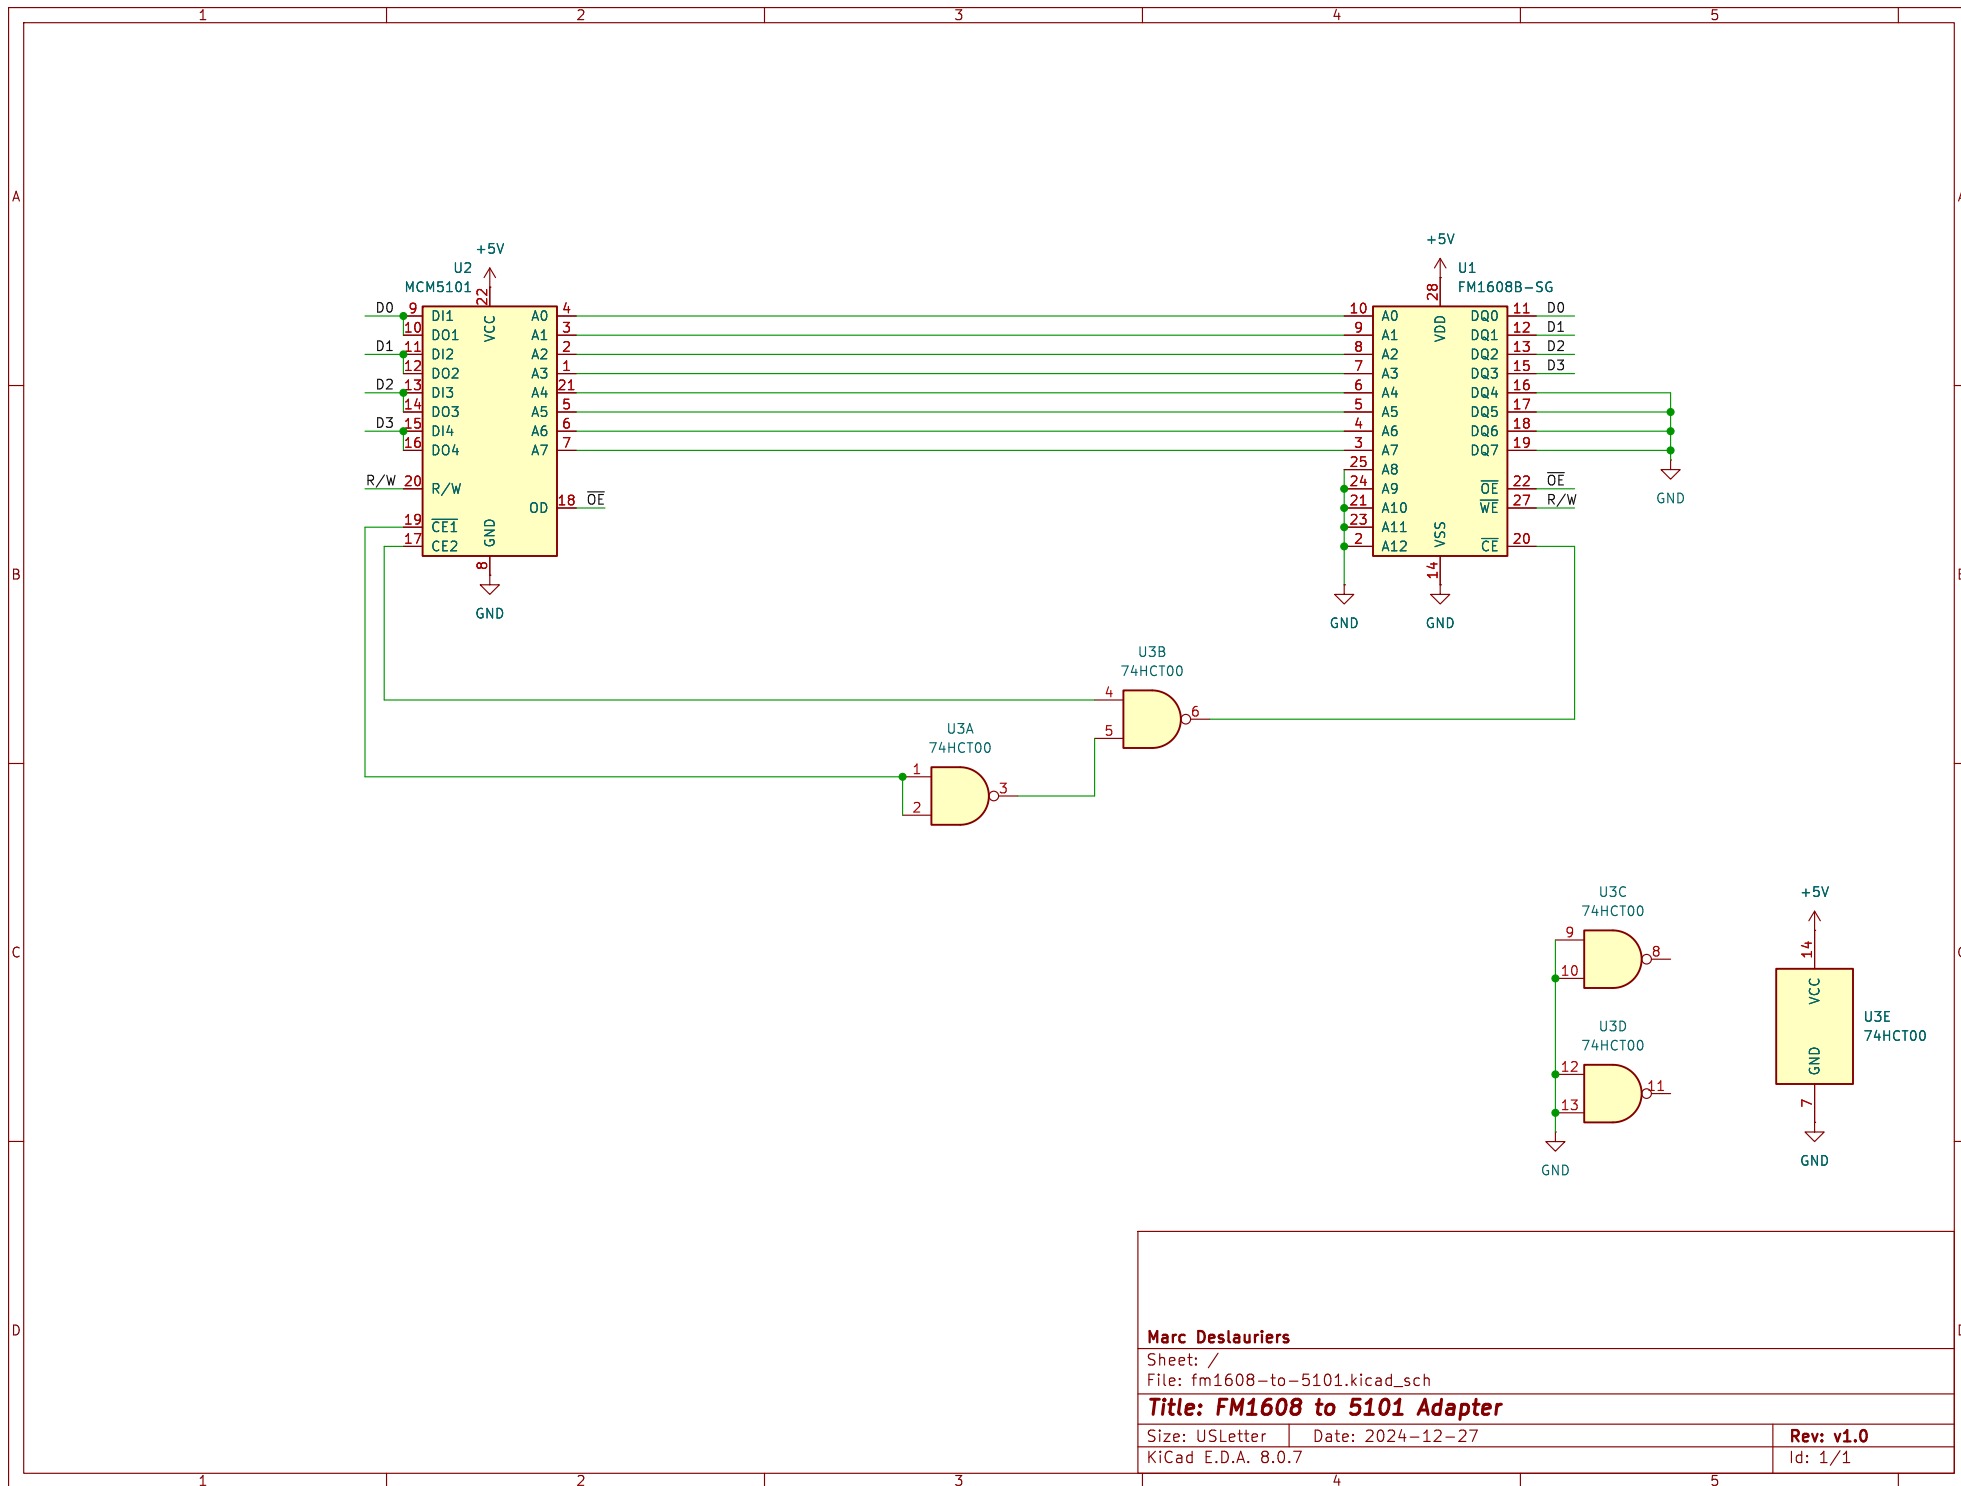 1 2 3 4 5
A A
+5V
+5V
U2
MCM5101
22
U1
FM1608B-SG
28
D0 9 DI1 VCC A0 4
10 A0 VDD DQ0 11 D0
10 DO1 A1 3
9 A1 DQ1 12 D1
D1 11 DI2 A2 2
8 A2 DQ2 13 D2
12 DO2 A3 1
7 A3 DQ3 15 D3
D2 13 DI3 A4 21
6 A4 DQ4 16
14 DO3 A5 5
5 A5 DQ5 17
D3 15 DI4 A6 6
4 A6 DQ6 18
16 DO4 A7 7
3 A7 DQ7 19
25 A8
R/W 20 R/W
24 A9 OE 22 OE
OD 18 OE
21 A10 WE 27 R/W
GND
19 CE1 GND
23 A11 VSS
17 CE2
2 A12 CE 20
8
14
GND
GND
GND
B
U3B
74HCT00
4
5
6
U3A
74HCT00
1
2
3
U3C
74HCT00
9
10
8
+5V
14
VCC
GND
7
U3E
74HCT00
GND
U3D
74HCT00
12
13
11
GND
C
D
Marc Deslauriers
Sheet: /
File: fm1608-to-5101.kicad_sch
Title: FM1608 to 5101 Adapter
Size: USLetter Date: 2024-12-27 Rev: v1.0
KiCad E.D.A. 8.0.7 Id: 1/1
1 2 3 4 5